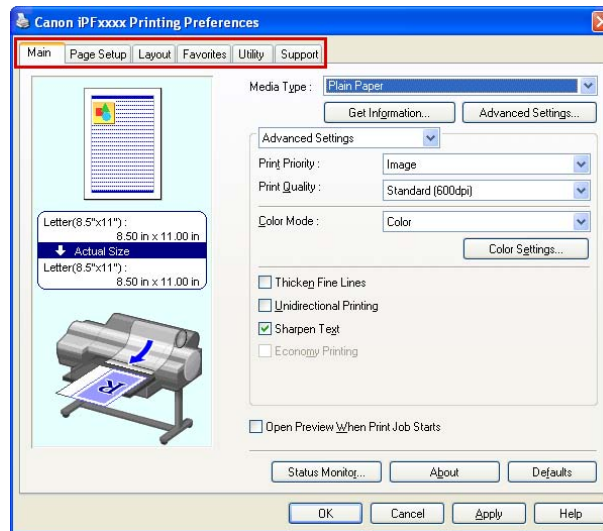 Canon iPFxxxx Printing Preferences
Main Page Setup Layout Favorites Utility Support
Media Type : Plain Paper
Get Information... Advanced Settings...
Advanced Settings
Print Priority : Image
Print Quality : Standard (600dpi)
Color Mode : Color
Color Settings...
Letter(8.5"x11") :
8.50 in x 11.00 in
Actual Size
Letter(8.5"x11") :
8.50 in x 11.00 in
Thicken Fine Lines
Unidirectional Printing
Sharpen Text
Economy Printing
R
Open Preview When Print Job Starts
Status Monitor... About Defaults
OK Cancel Apply Help